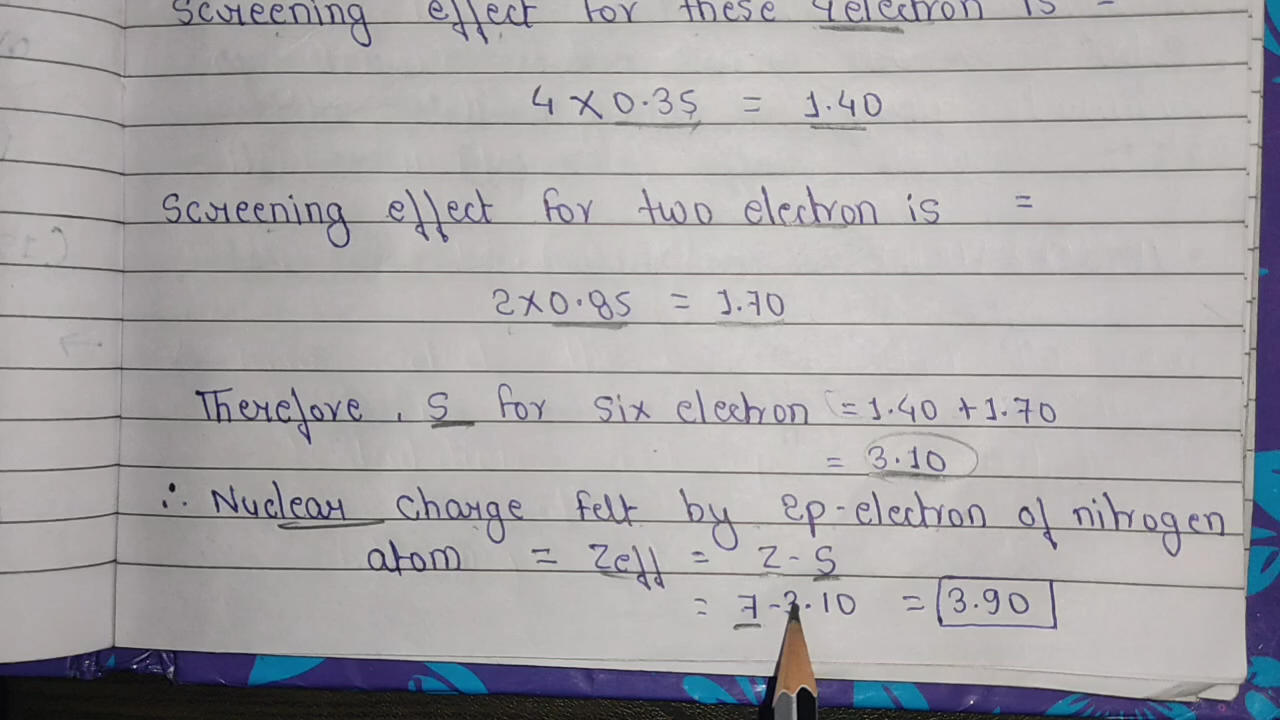 Screening effect for these 4 electron is =
4 × 0.35 = 1.40
Screening effect for two electron is =
2 × 0.85 = 1.70
Therefore, S for six electron = 1.40 + 1.70
= 3.10
∴ Nuclear charge felt by 2p-electron of nitrogen
atom = Zeff = Z - S
= 7 - 3.10 = 3.90